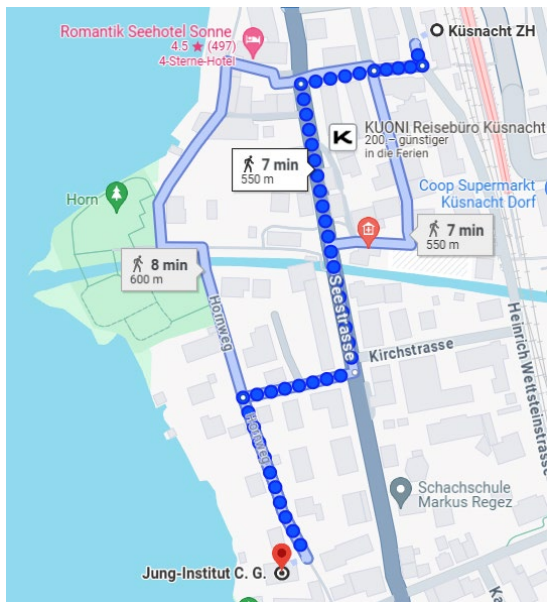 Romantik Seehotel Sonne
4.5 ★ (497)
4-Sterne-Hotel
Küsnacht ZH
K
KUONI Reisebüro Küsnacht
200.– günstiger
in die Ferien
7 min
550 m
Coop Supermarkt
Küsnacht Dorf
Horn
7 min
550 m
8 min
600 m
Seestrasse
Hornweg
Kirchstrasse
Heinrich Wettsteinstrasse
Hornweg
Schachschule
Markus Regez
Jung-Institut C. G.
Ka